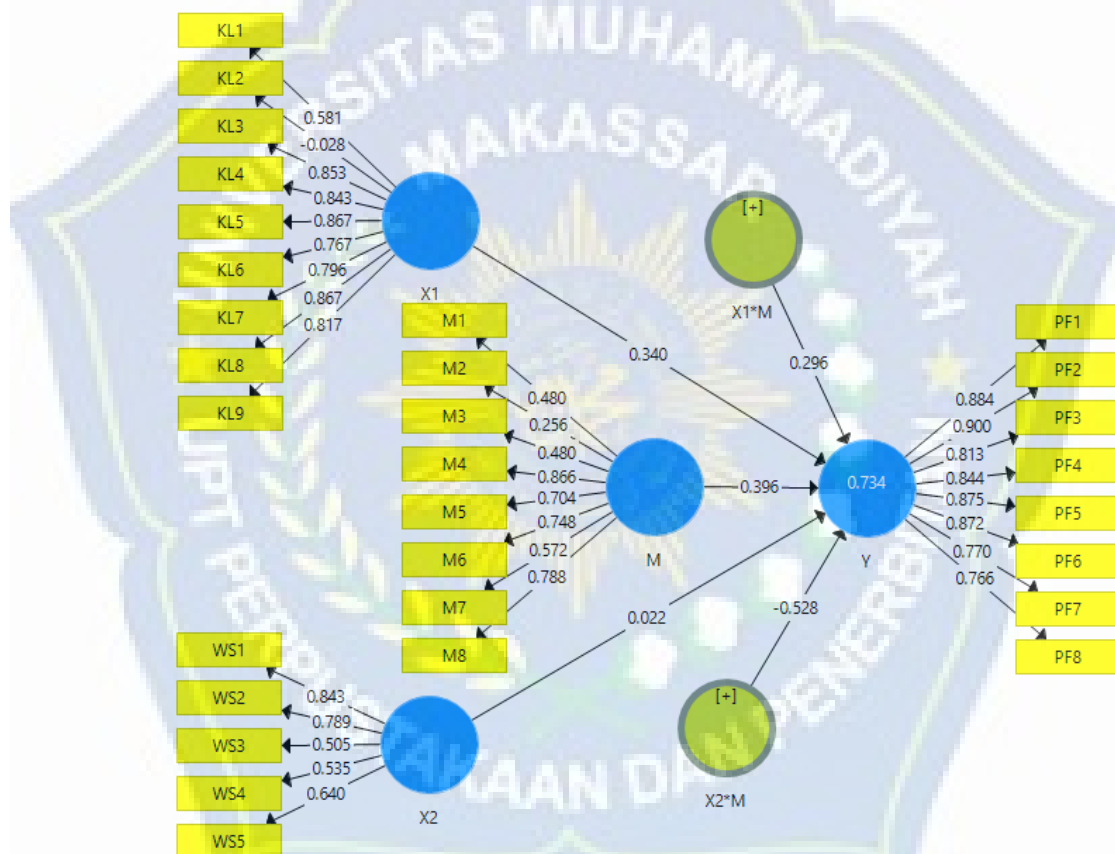 UNIVERSITAS MUHAMMADIYAH
MAKASSAR
UPT PERPUSTAKAAN DAN PENERBITAN
KL1
KL2
KL3
KL4
KL5
KL6
KL7
KL8
KL9
0.581
-0.028
0.853
0.843
0.867
0.767
0.796
0.867
0.817
X1
M1
M2
M3
M4
M5
M6
M7
M8
0.480
0.256
0.480
0.866
0.704
0.748
0.572
0.788
M
WS1
WS2
WS3
WS4
WS5
0.843
0.789
0.505
0.535
0.640
X2
[+]
X1*M
0.340
0.296
0.396
0.022
-0.528
[+]
X2*M
0.734
Y
0.884
0.900
0.813
0.844
0.875
0.872
0.770
0.766
PF1
PF2
PF3
PF4
PF5
PF6
PF7
PF8